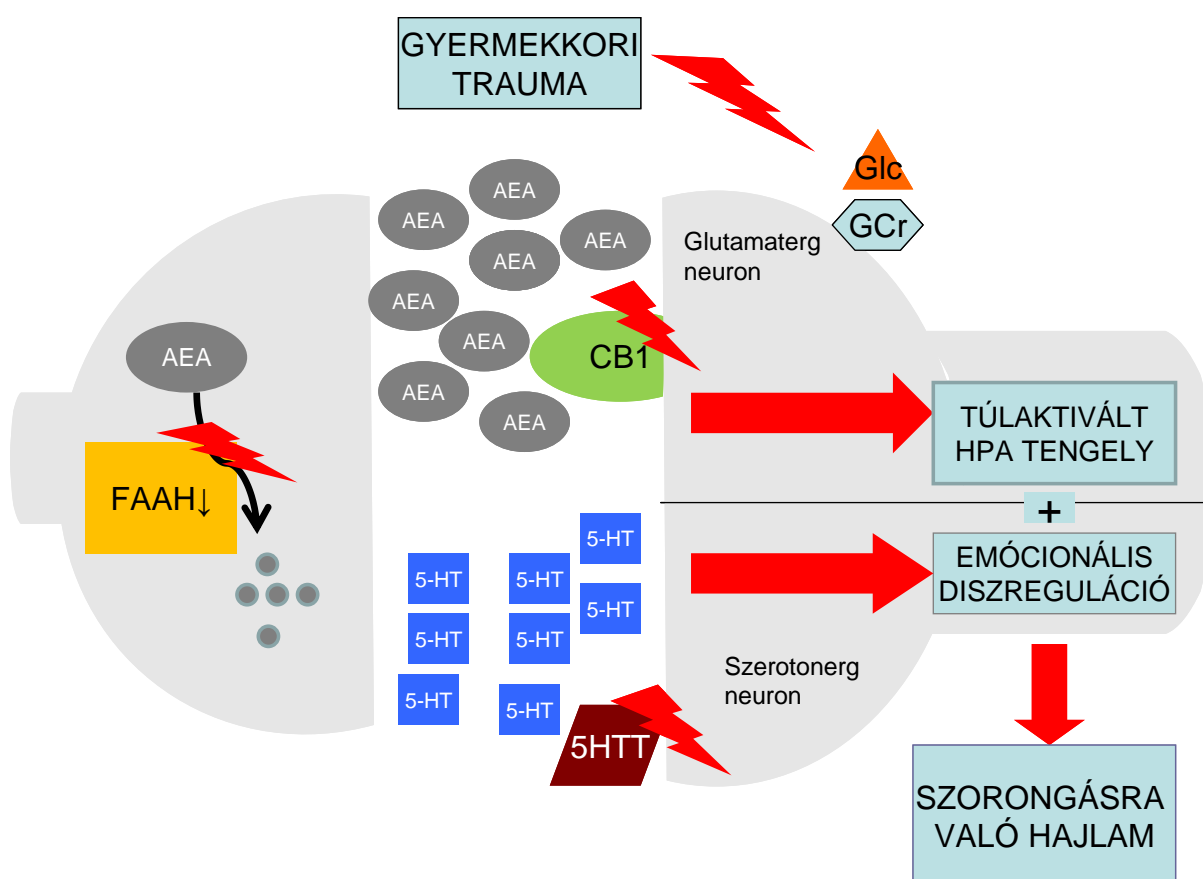 GYERMEKKORI
TRAUMA
Glc
GCr
AEA
AEA
AEA
AEA
AEA
AEA
AEA
AEA
Glutamaterg
neuron
CB1
AEA
FAAH↓
TÚLAKTIVÁLT
HPA TENGELY
+
EMÓCIONÁLIS
DISZREGULÁCIÓ
5-HT
5-HT
5-HT
5-HT
5-HT
5-HT
5-HT
5-HT
5HTT
Szerotonerg
neuron
SZORONGÁSRA
VALÓ HAJLAM